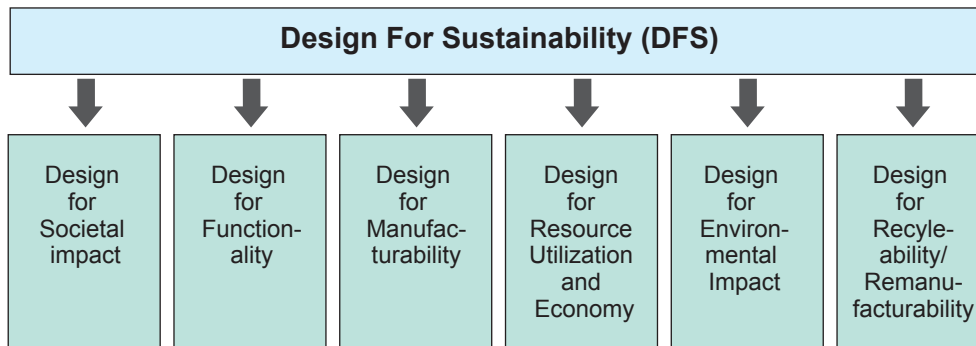 Design For Sustainability (DFS)
Design
for
Societal
impact
Design
for
Function-
ality
Design
for
Manufac-
turability
Design
for
Resource
Utilization
and
Economy
Design
for
Environ-
mental
Impact
Design
for
Recyle-
ability/
Remanu-
facturability